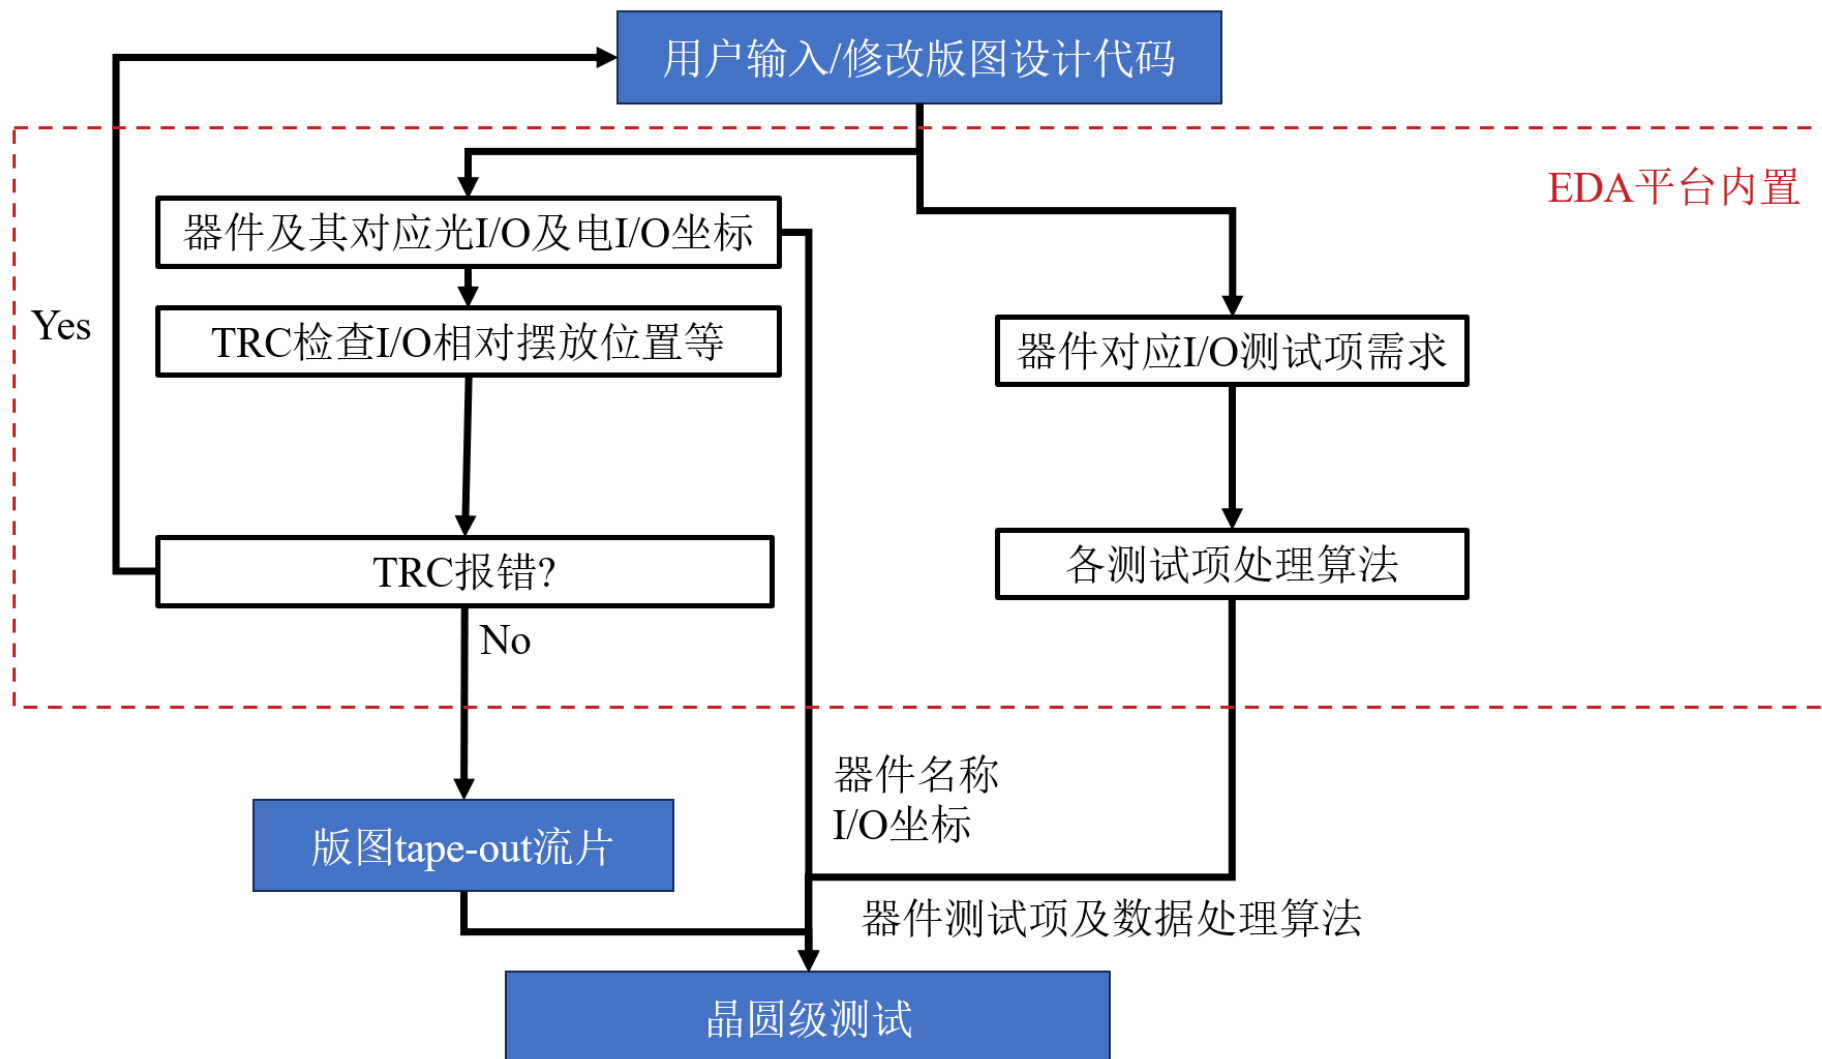 用户输入/修改版图设计代码
EDA平台内置
器件及其对应光I/O及电I/O坐标
Yes
TRC检查I/O相对摆放位置等
器件对应I/O测试项需求
TRC报错?
各测试项处理算法
No
器件名称
I/O坐标
版图tape-out流片
器件测试项及数据处理算法
晶圆级测试